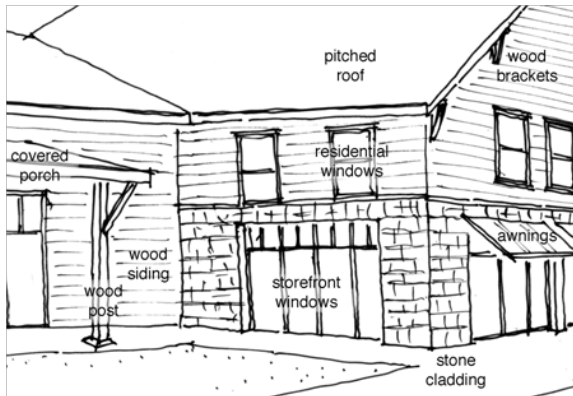 pitched
roof
wood
brackets
covered
porch
residential
windows
awnings
wood
siding
storefront
windows
wood
post
stone
cladding